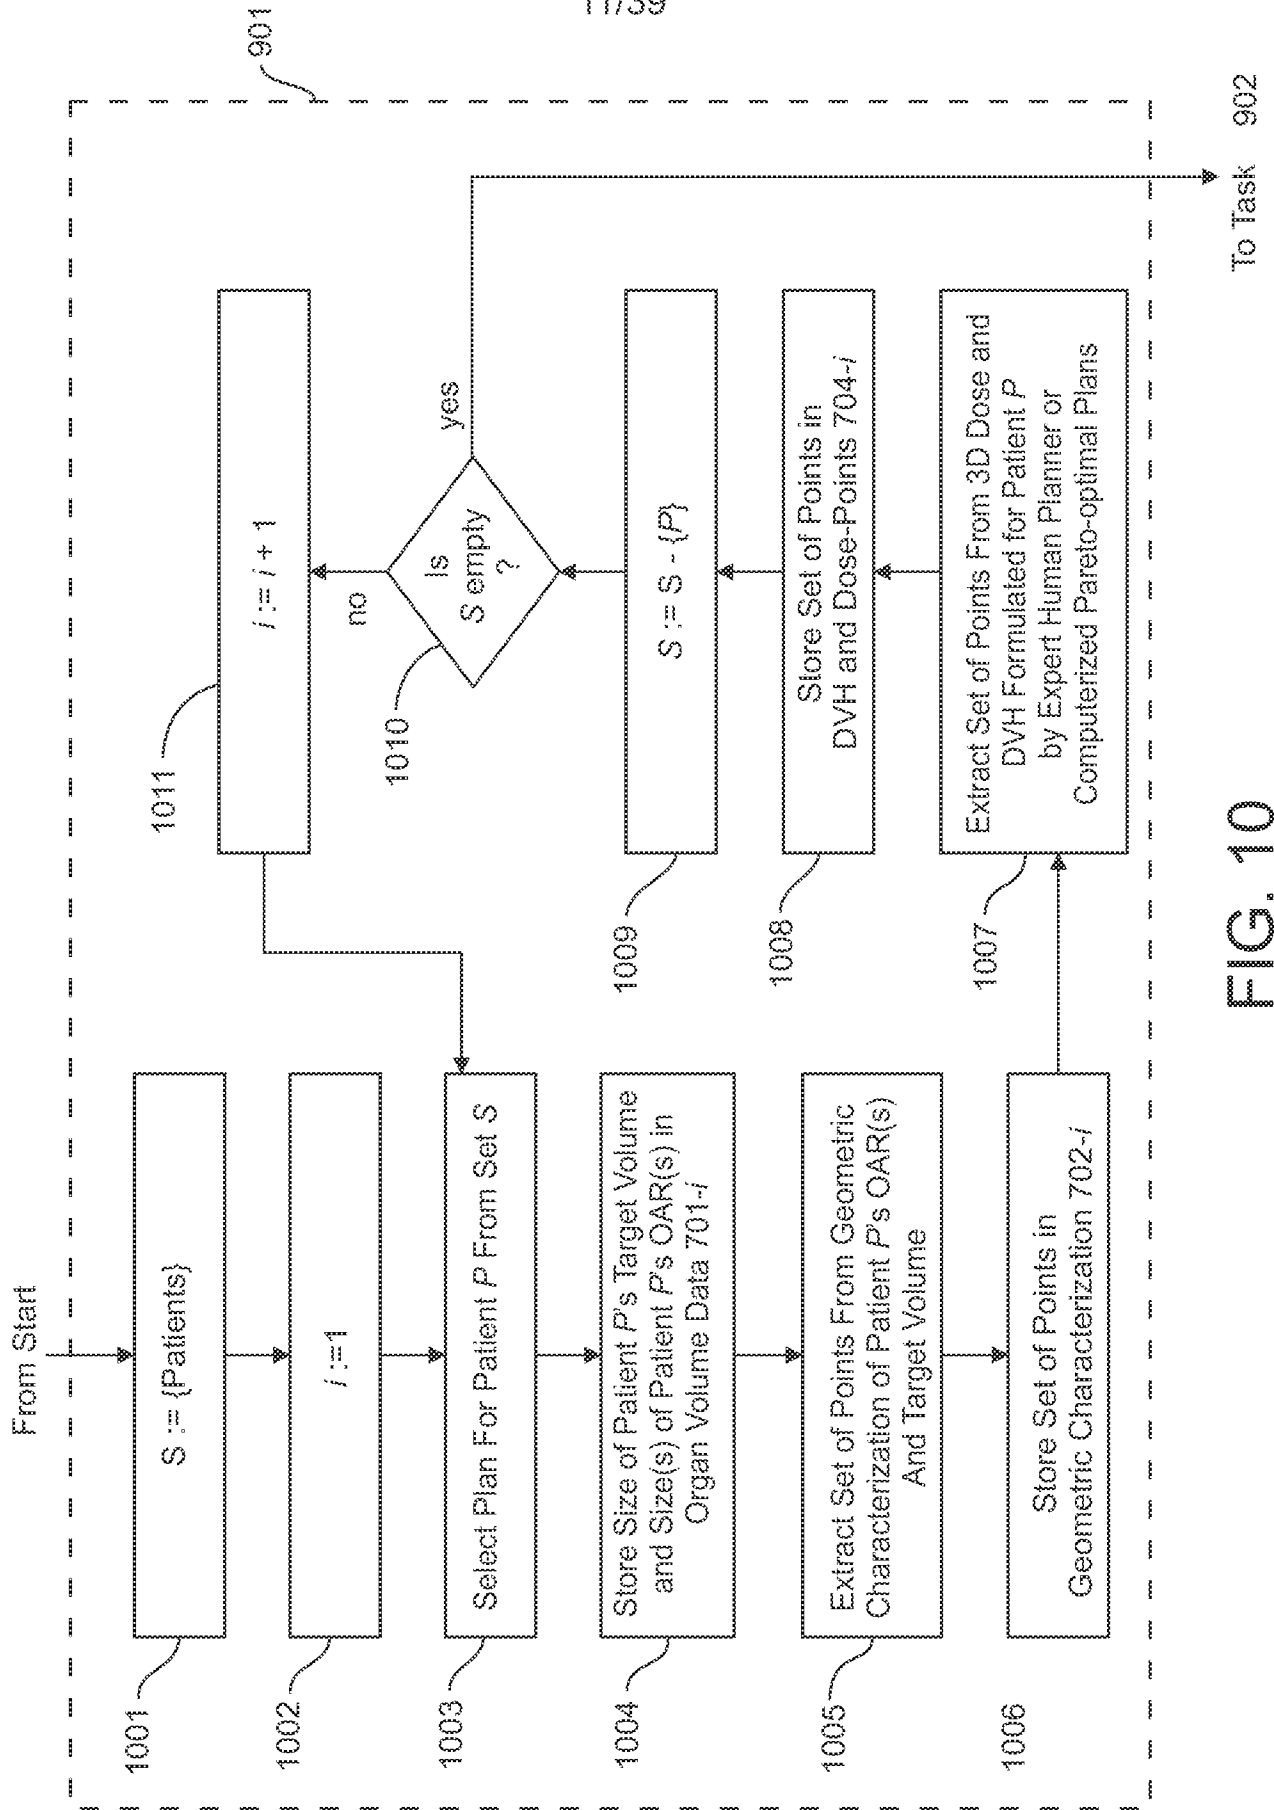 11/39
901
From Start
1001
S := {Patients}
1002
i :=1
1003
Select Plan For Patient P From Set S
1004
Store Size of Patient P's Target Volume
and Size(s) of Patient P's OAR(s) in
Organ Volume Data 701-i
1005
Extract Set of Points From Geometric
Characterization of Patient P's OAR(s)
And Target Volume
1006
Store Set of Points in
Geometric Characterization 702-i
1007
Extract Set of Points From 3D Dose and
DVH Formulated for Patient P
by Expert Human Planner or
Computerized Pareto-optimal Plans
1008
Store Set of Points in
DVH and Dose-Points 704-i
1009
S := S - {P}
1010
Is
S empty
?
no
yes
1011
i := i + 1
To Task 902
FIG. 10